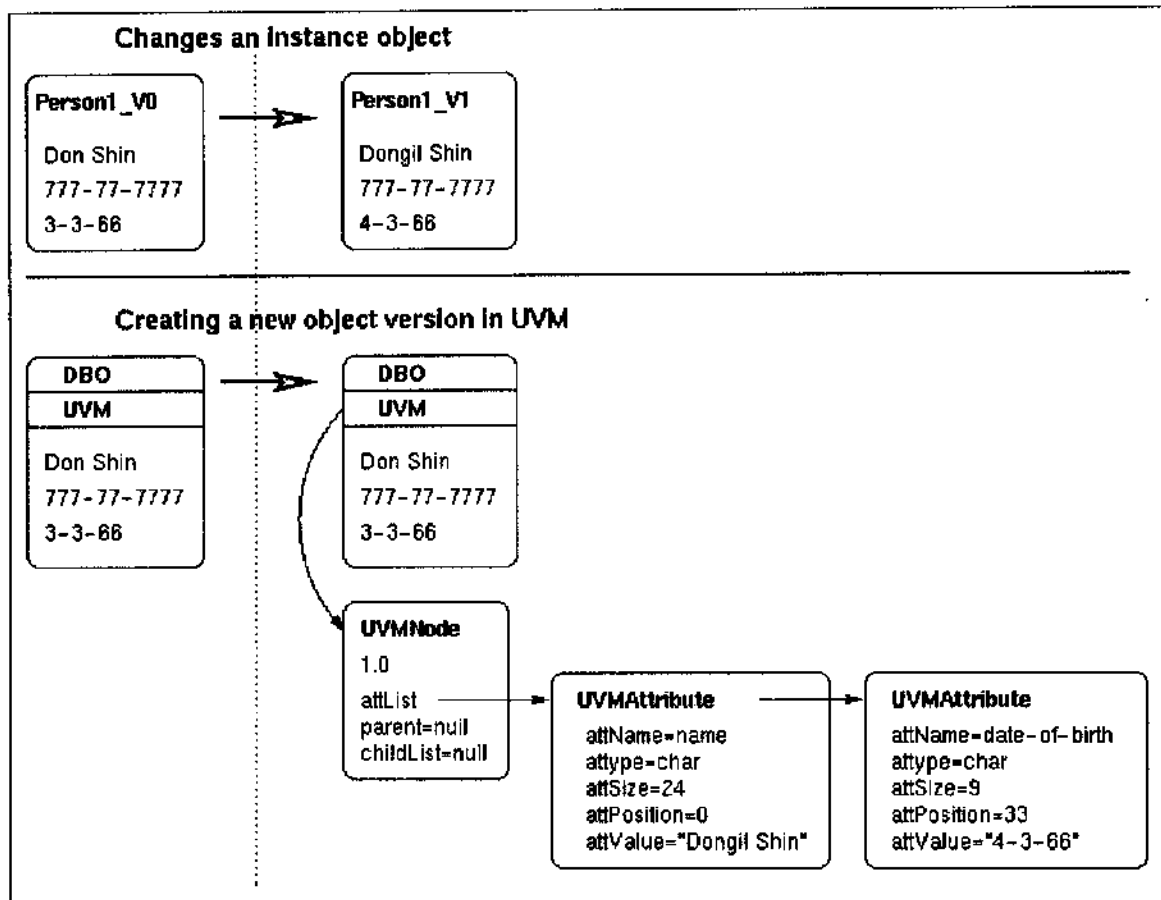 Changes an instance object
Person1_V0
Don Shin
777-77-7777
3-3-66
Person1_V1
Dongil Shin
777-77-7777
4-3-66
Creating a new object version in UVM
DBO
UVM
Don Shin
777-77-7777
3-3-66
DBO
UVM
Don Shin
777-77-7777
3-3-66
UVMNode
1.0
attList
parent=null
childList=null
UVMAttribute
attName=name
attype=char
attSize=24
attPosition=0
attValue="Dongil Shin"
UVMAttribute
attName=date-of-birth
attype=char
attSize=9
attPosition=33
attValue="4-3-66"